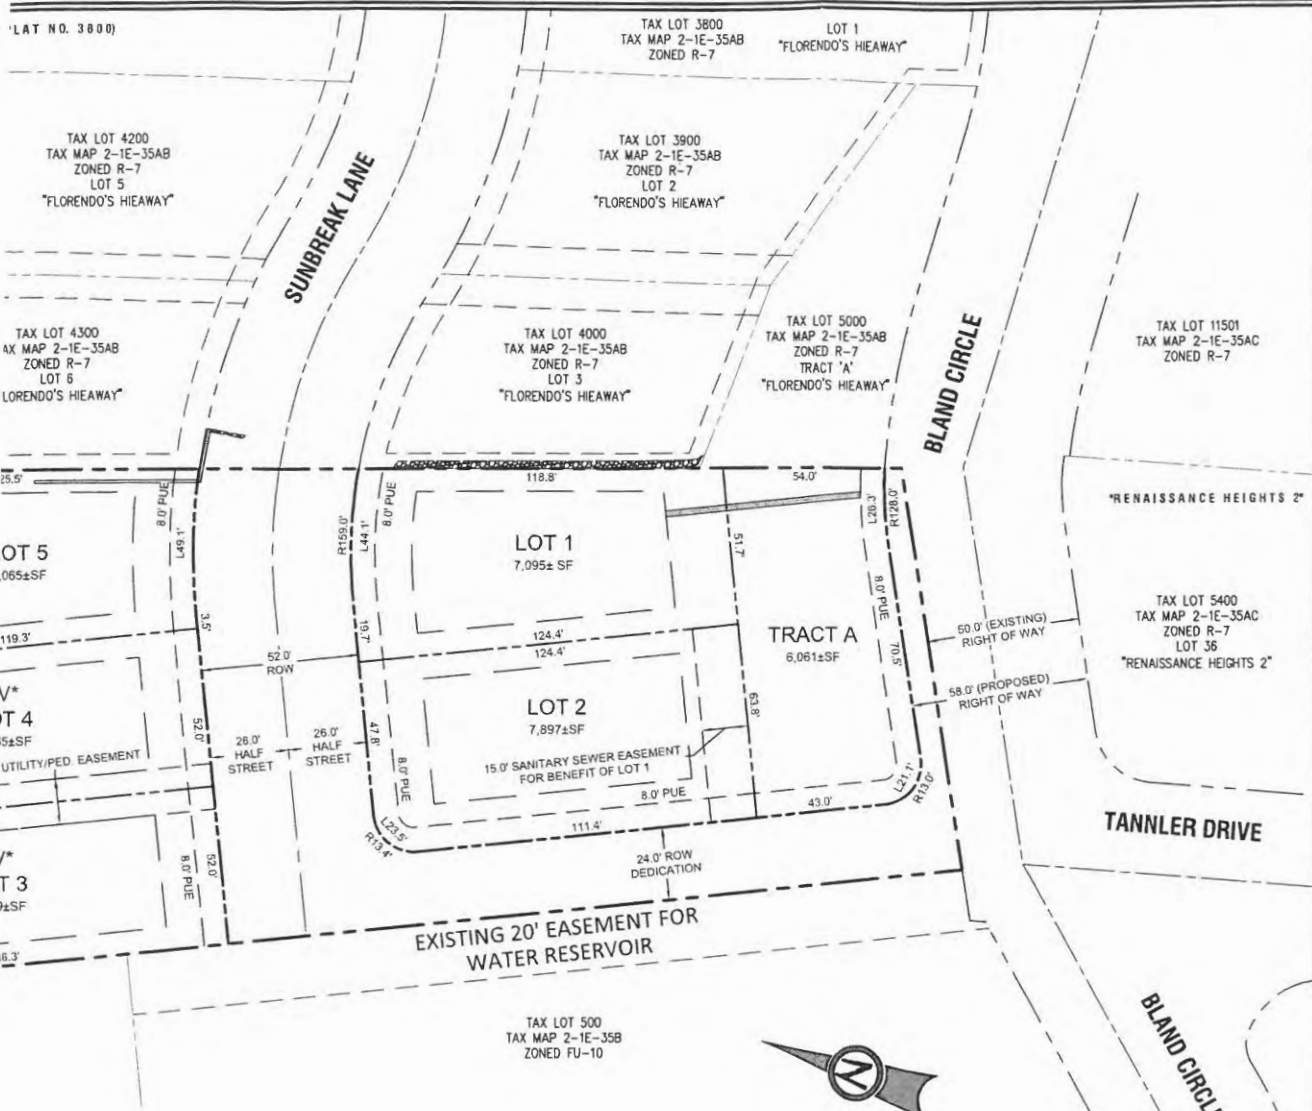 'LAT NO. 3800)
TAX LOT 3800
TAX MAP 2-1E-35AB
ZONED R-7
LOT 1
"FLORENDO'S HIEAWAY"
TAX LOT 4200
TAX MAP 2-1E-35AB
ZONED R-7
LOT 5
"FLORENDO'S HIEAWAY"
SUNBREAK LANE
TAX LOT 3900
TAX MAP 2-1E-35AB
ZONED R-7
LOT 2
"FLORENDO'S HIEAWAY"
TAX LOT 4300
AX MAP 2-1E-35AB
ZONED R-7
LOT 6
LORENDO'S HIEAWAY"
TAX LOT 4000
TAX MAP 2-1E-35AB
ZONED R-7
LOT 3
"FLORENDO'S HIEAWAY"
TAX LOT 5000
TAX MAP 2-1E-35AB
ZONED R-7
TRACT 'A'
"FLORENDO'S HIEAWAY"
BLAND CIRCLE
TAX LOT 11501
TAX MAP 2-1E-35AC
ZONED R-7
25.5'
8.0' PUE
L49.1'
R159.0'
L44.1'
8.0' PUE
118.8'
54.0'
L28.3'
R128.0'
"RENAISSANCE HEIGHTS 2"
OT 5
,065±SF
LOT 1
7,095± SF
51.7'
8.0' PUE
TAX LOT 5400
TAX MAP 2-1E-35AC
ZONED R-7
LOT 36
"RENAISSANCE HEIGHTS 2"
119.3'
3.5'
19.7'
124.4'
124.4'
TRACT A
6,061±SF
70.5'
50.0' (EXISTING)
RIGHT OF WAY
52.0'
ROW
58.0' (PROPOSED)
RIGHT OF WAY
V*
OT 4
5±SF
52.0'
26.0'
HALF
STREET
26.0'
HALF
STREET
47.8'
LOT 2
7,897±SF
63.8'
UTILITY/PED. EASEMENT
15.0' SANITARY SEWER EASEMENT
FOR BENEFIT OF LOT 1
8.0' PUE
8.0' PUE
L21.1'
R13.0'
43.0'
111.4'
L23.5'
R13.4'
TANNLER DRIVE
/*
T 3
9±SF
8.0' PUE
52.0'
24.0' ROW
DEDICATION
6.3'
EXISTING 20' EASEMENT FOR
WATER RESERVOIR
TAX LOT 500
TAX MAP 2-1E-35B
ZONED FU-10
N
BLAND CIRCL